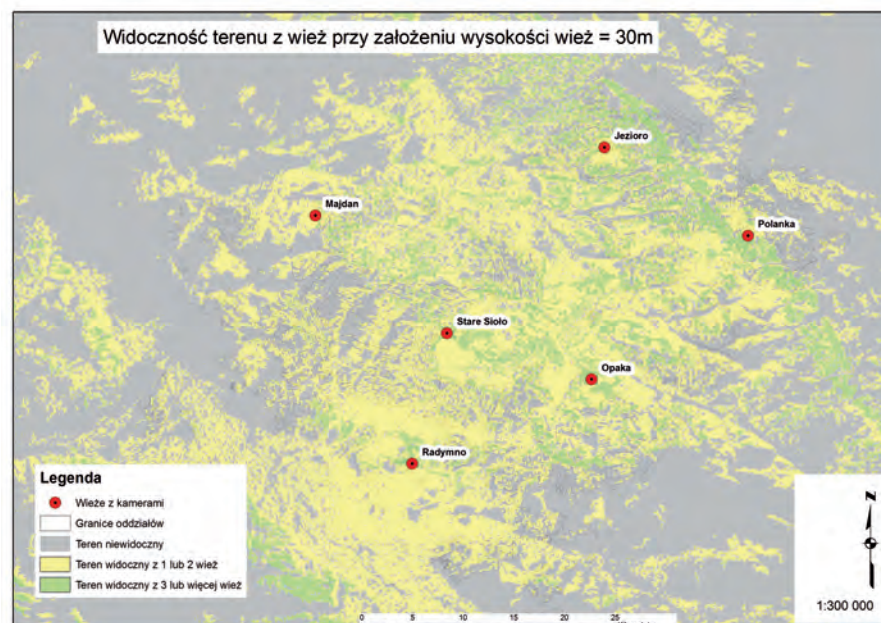 Widoczność terenu z wież przy założeniu wysokości wież = 30m
Jezioro
Majdan
Polanka
Stare Sioło
Opaka
Radymno
Legenda
Wieże z kamerami
Granice oddziałów
Teren niewidoczny
Teren widoczny z 1 lub 2 wież
Teren widoczny z 3 lub więcej wież
N
0 5 10 15 20 25
1:300 000